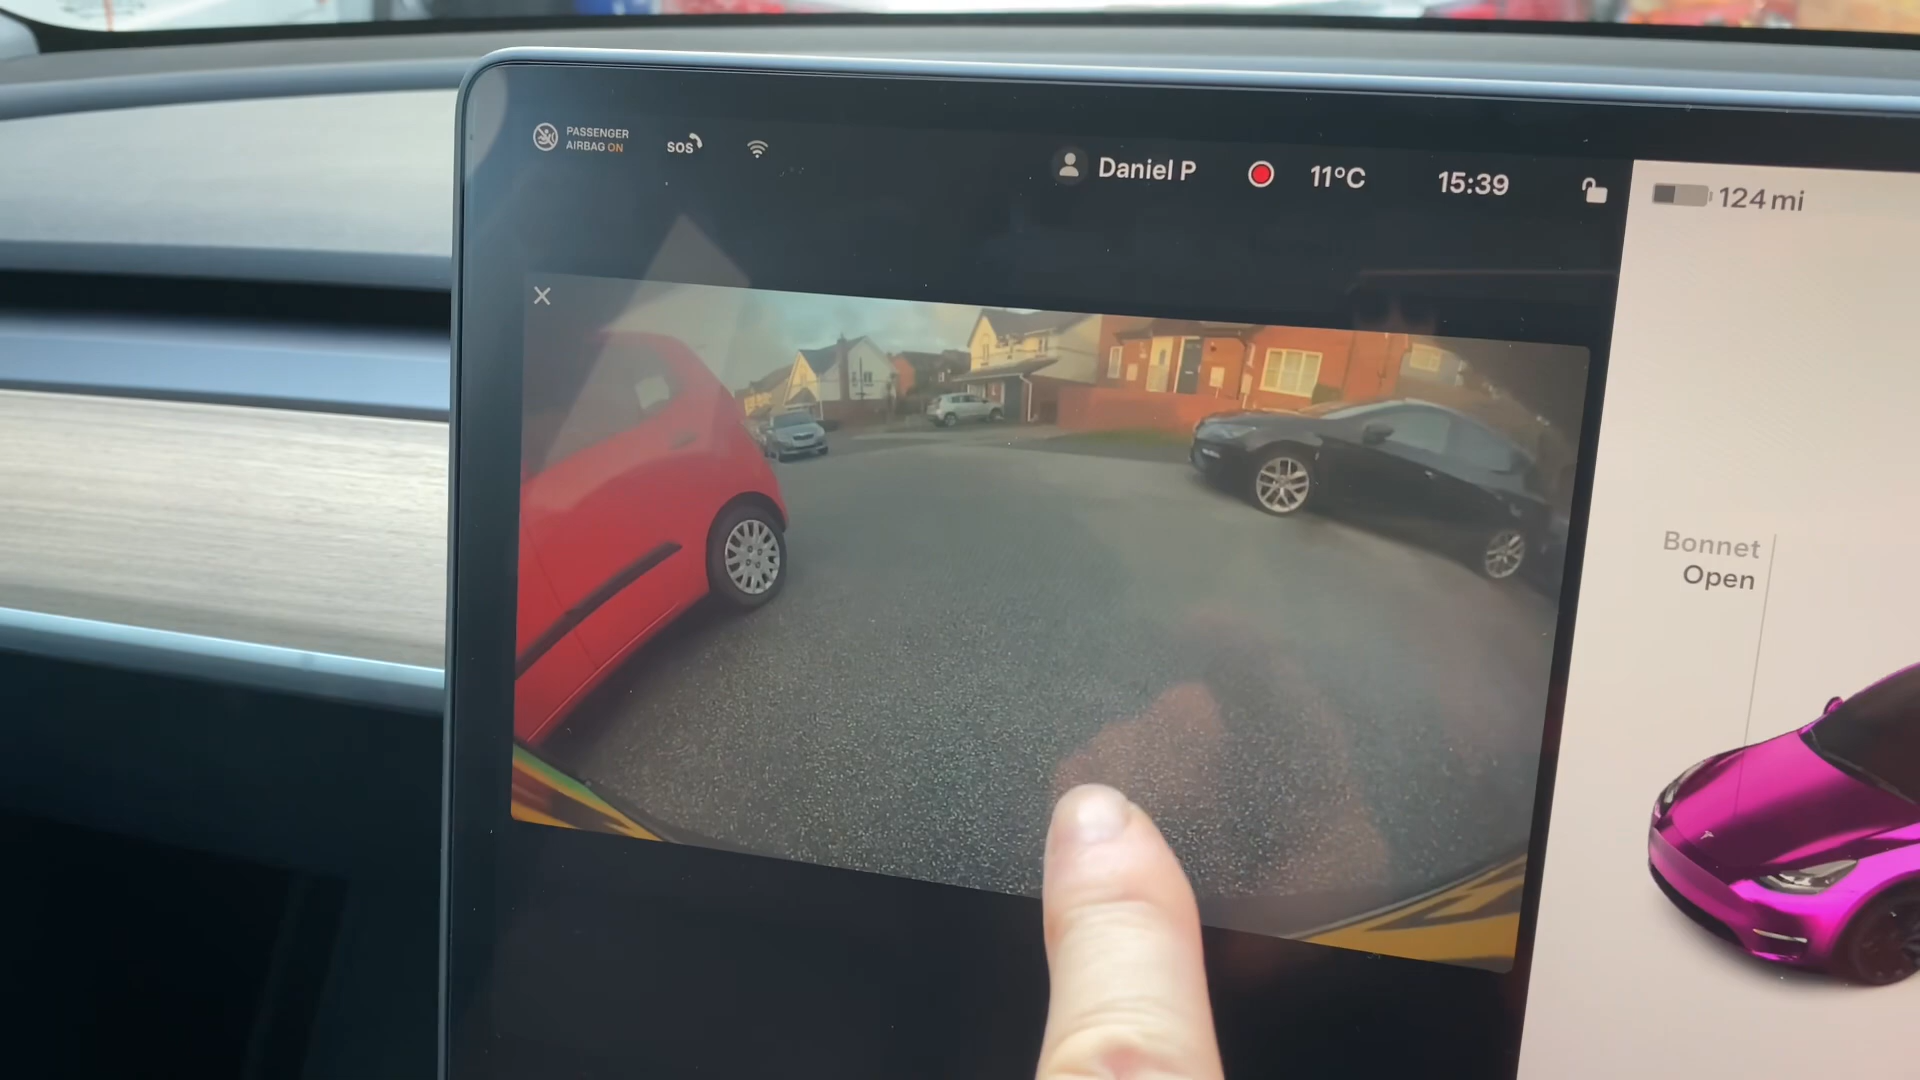 PASSENGER
AIRBAG ON
SOS
Daniel P
11°C
15:39
124 mi
Bonnet
Open